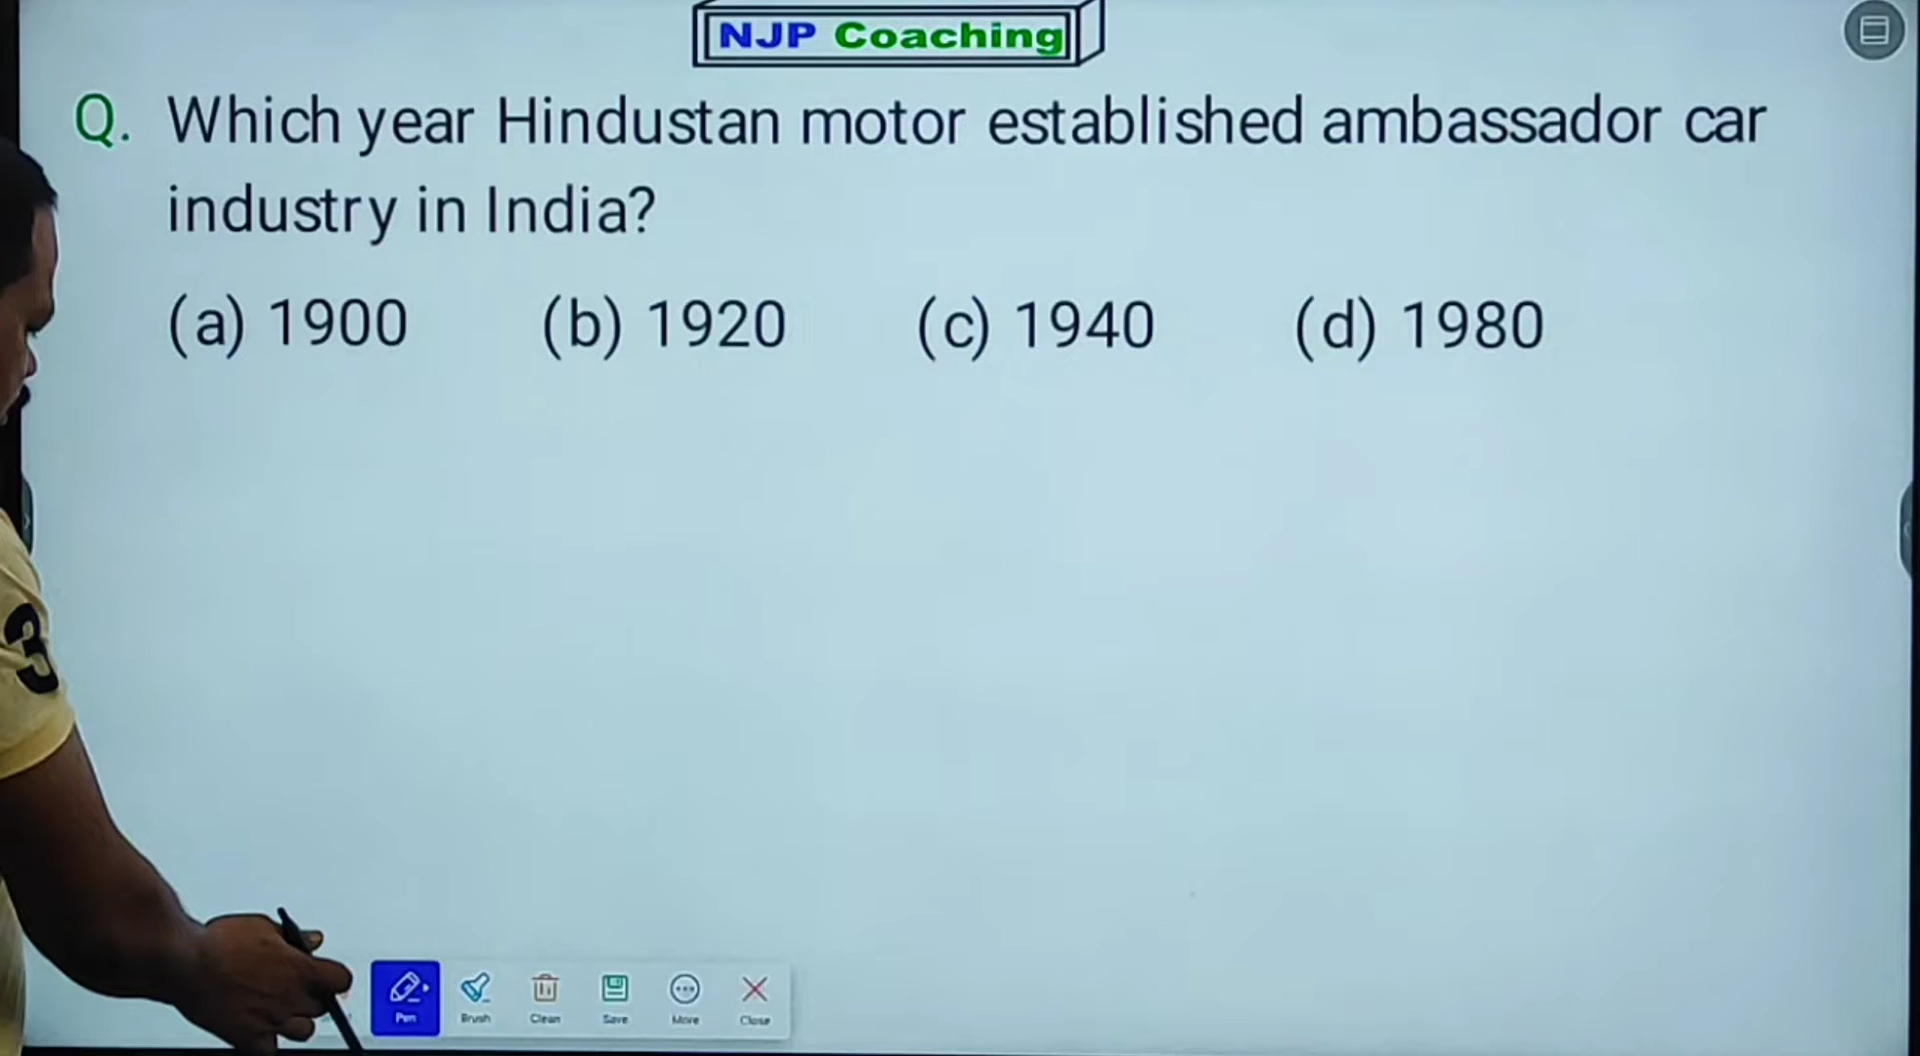 NJP Coaching
Q. Which year Hindustan motor established ambassador car
industry in India?
(a) 1900 (b) 1920 (c) 1940 (d) 1980
3
Pen Brush Clean Save More Close